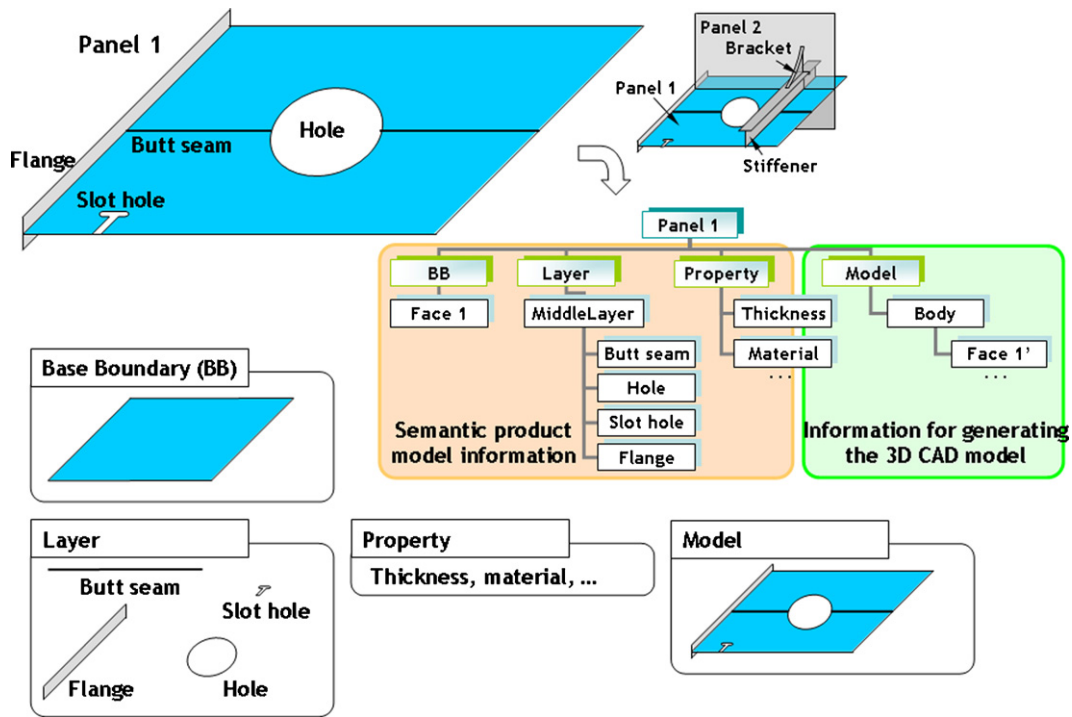 Panel 1
Hole
Butt seam
Flange
Slot hole
Panel 2
Bracket
Panel 1
Stiffener
Panel 1
BB
Layer
Property
Model
Face 1
MiddleLayer
Thickness
Body
Butt seam
Material
Face 1’
...
...
Hole
Slot hole
Flange
Semantic product
model information
Information for generating
the 3D CAD model
Base Boundary (BB)
Layer
Butt seam
Slot hole
Flange
Hole
Property
Thickness, material, ...
Model